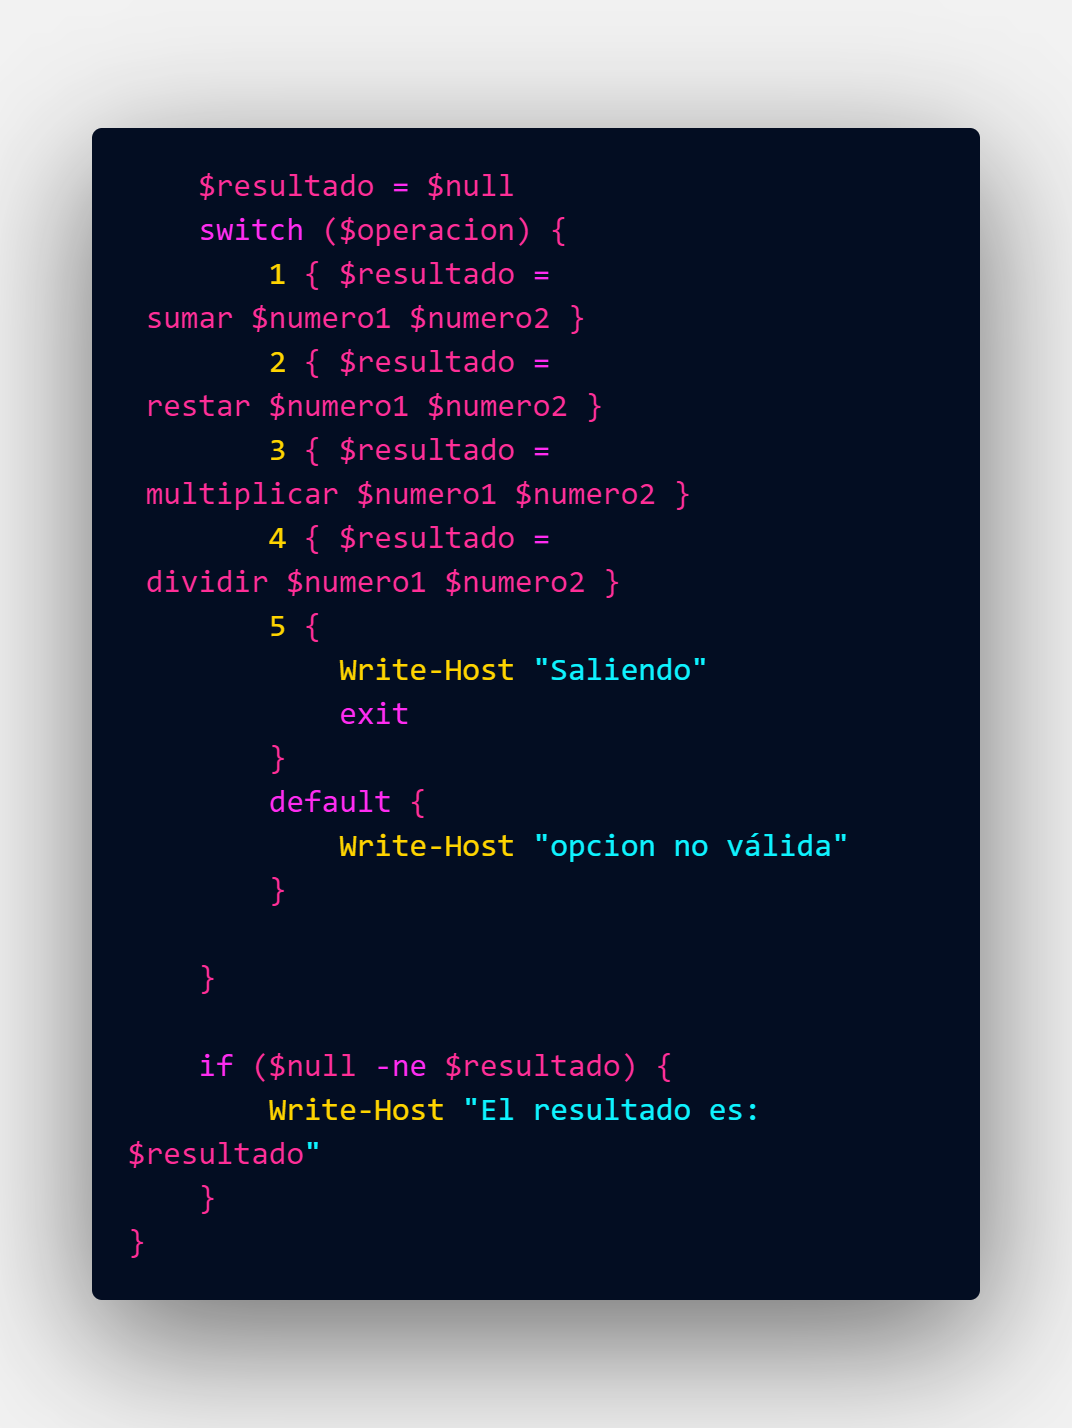 $resultado = $null
    switch ($operacion) {
        1 { $resultado =
 sumar $numero1 $numero2 }
        2 { $resultado =
 restar $numero1 $numero2 }
        3 { $resultado =
 multiplicar $numero1 $numero2 }
        4 { $resultado =
 dividir $numero1 $numero2 }
        5 {
            Write-Host "Saliendo"
            exit
        }
        default {
            Write-Host "opcion no válida"
        }

    }

    if ($null -ne $resultado) {
        Write-Host "El resultado es:
$resultado"
    }
}